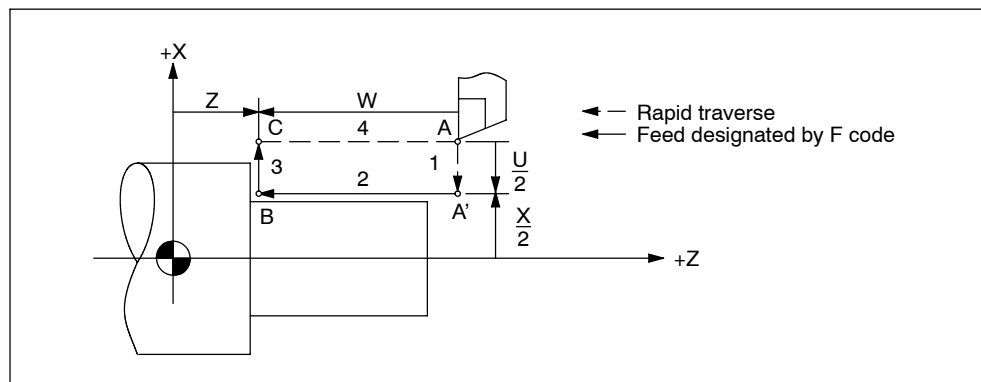 +X
Z
W
C
4
A
Rapid traverse
Feed designated by F code
3
1
U
2
2
B
A'
X
2
+Z